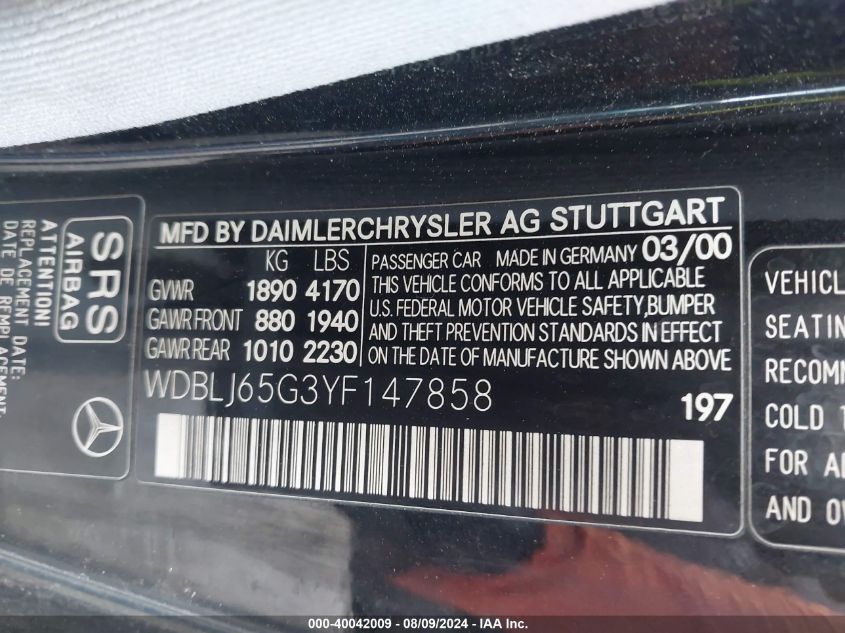 MFD BY DAIMLERCHRYSLER AG STUTTGART
KG LBS
GVWR 1890 4170
GAWR FRONT 880 1940
GAWR REAR 1010 2230
PASSENGER CAR MADE IN GERMANY 03/00
THIS VEHICLE CONFORMS TO ALL APPLICABLE
U.S. FEDERAL MOTOR VEHICLE SAFETY, BUMPER
AND THEFT PREVENTION STANDARDS IN EFFECT
ON THE DATE OF MANUFACTURE SHOWN ABOVE
WDBLJ65G3YF147858
197
SRS
AIRBAG
ATTENTION!
REPLACEMENT DATE:
DATE DE REMPLACEMENT:
VEHICL
SEATIN
RECOMM
COLD T
FOR A
AND O
000-40042009 - 08/09/2024 - IAA Inc.